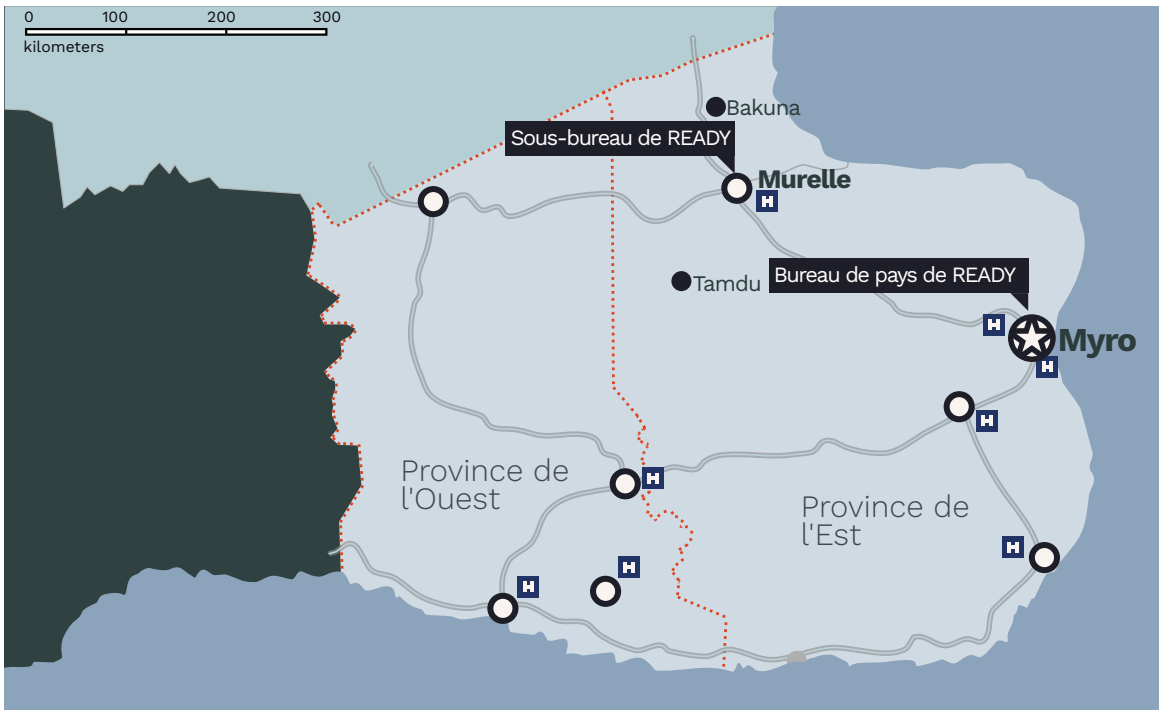 0 100 200 300
kilometers
Bakuna
Sous-bureau de READY
Murelle
H
Tamdu
Bureau de pays de READY
H
Myro
H
H
Province de
l'Ouest
H
Province de
l'Est
H
H
H